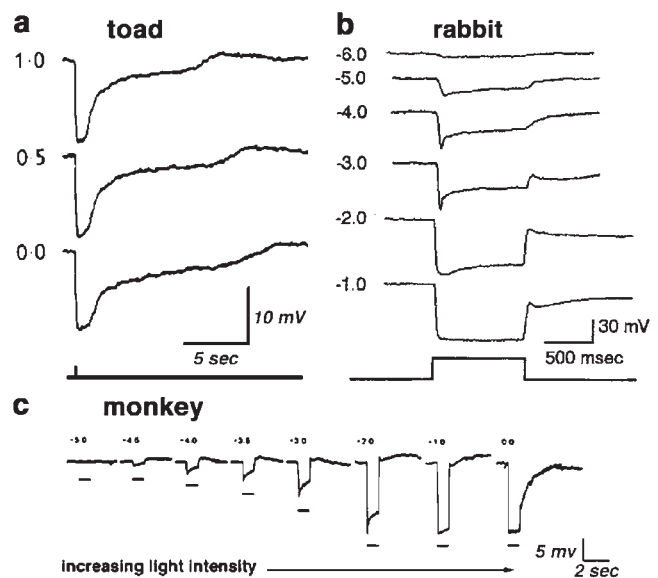 a toad
1·0
0·5
0·0
10 mV
5 sec
b rabbit
-6.0
-5.0
-4.0
-3.0
-2.0
-1.0
30 mV
500 msec
c monkey
-4.0
-3.0
-2.0
-1.0
0.0
increasing light intensity
5 mv
2 sec